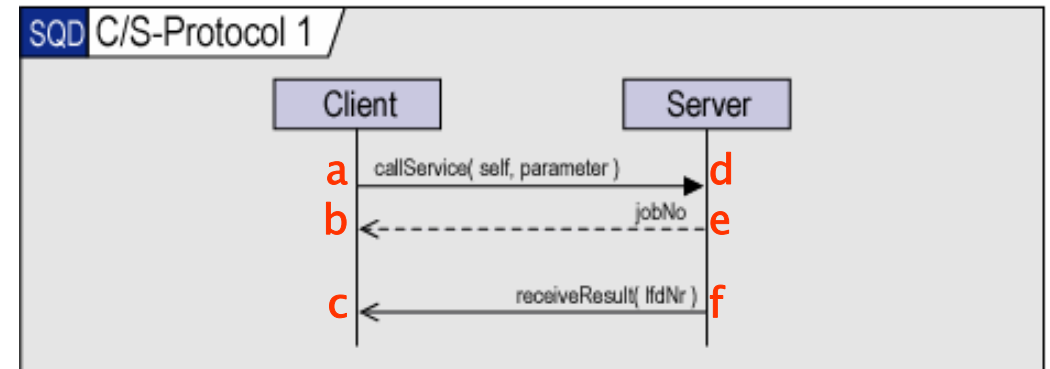 SQD C/S-Protocol 1
Client Server
a callService( self, parameter ) d
b jobNo e
c receiveResult( lfdNr ) f